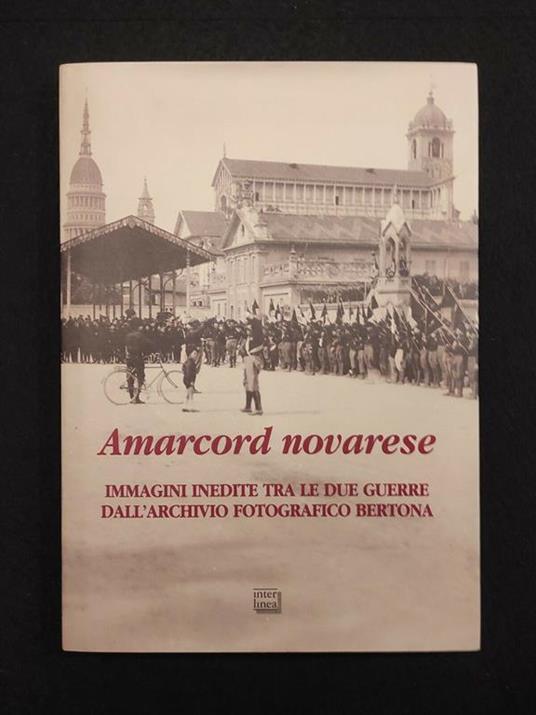 Amarcord novarese
IMMAGINI INEDITE TRA LE DUE GUERRE
DALL'ARCHIVIO FOTOGRAFICO BERTONA
inter
linea